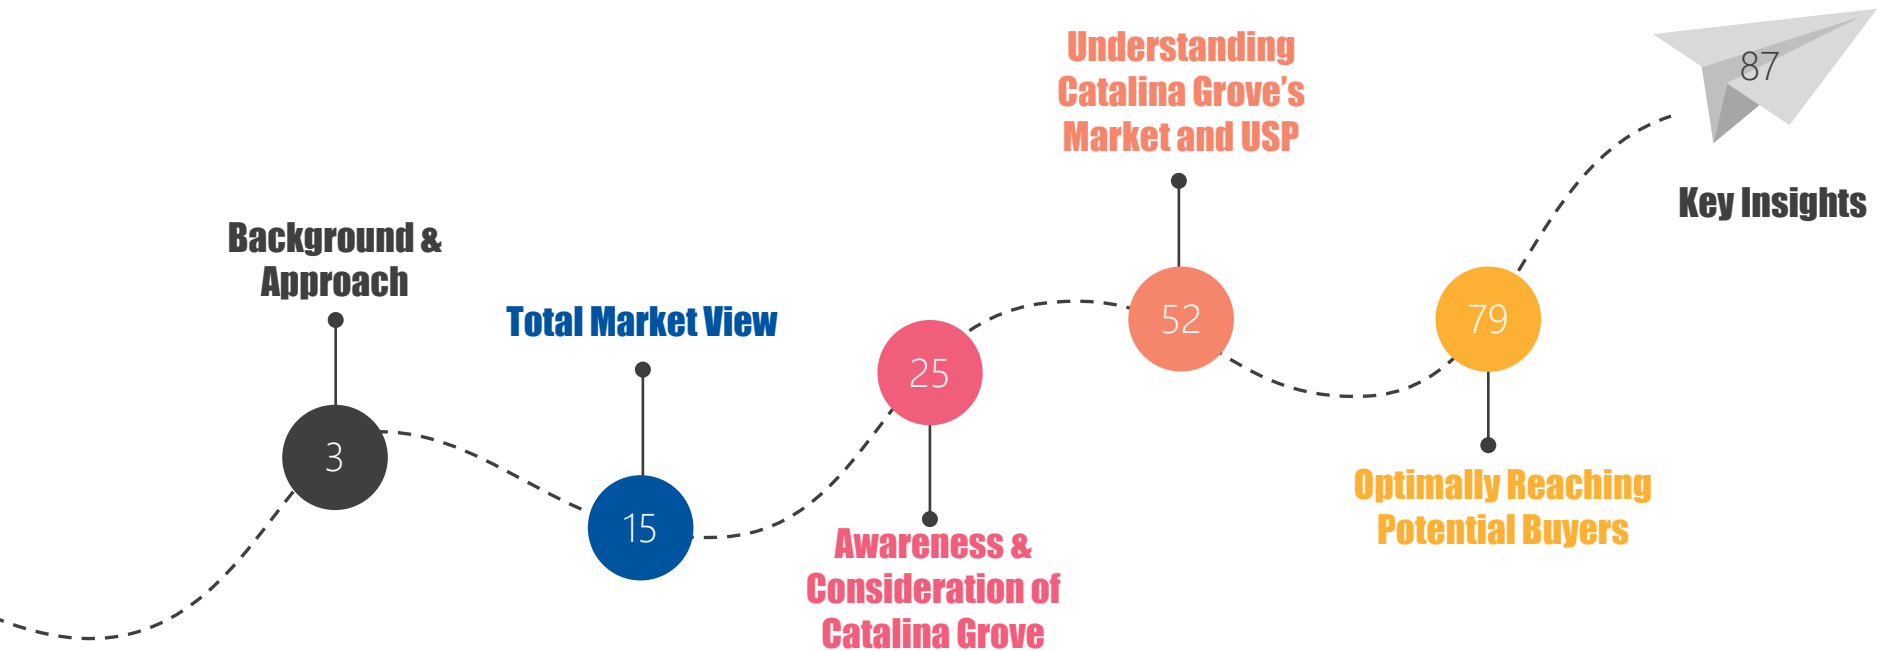 Background &
Approach
3
Total Market View
15
25
Awareness &
Consideration of
Catalina Grove
Understanding
Catalina Grove’s
Market and USP
52
79
Optimally Reaching
Potential Buyers
87
Key Insights